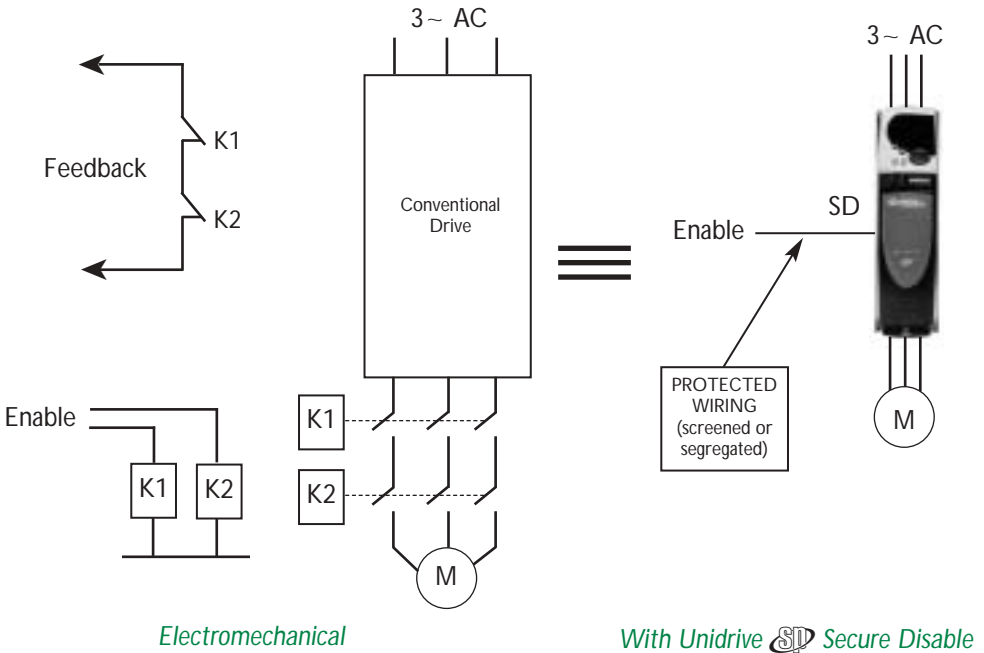 3~ AC
K1
Feedback
K2
Conventional
Drive
Enable
K1
K2
K1
K2
M
Electromechanical
3~ AC
SD
Enable
PROTECTED
WIRING
(screened or
segregated)
M
With Unidrive SP Secure Disable